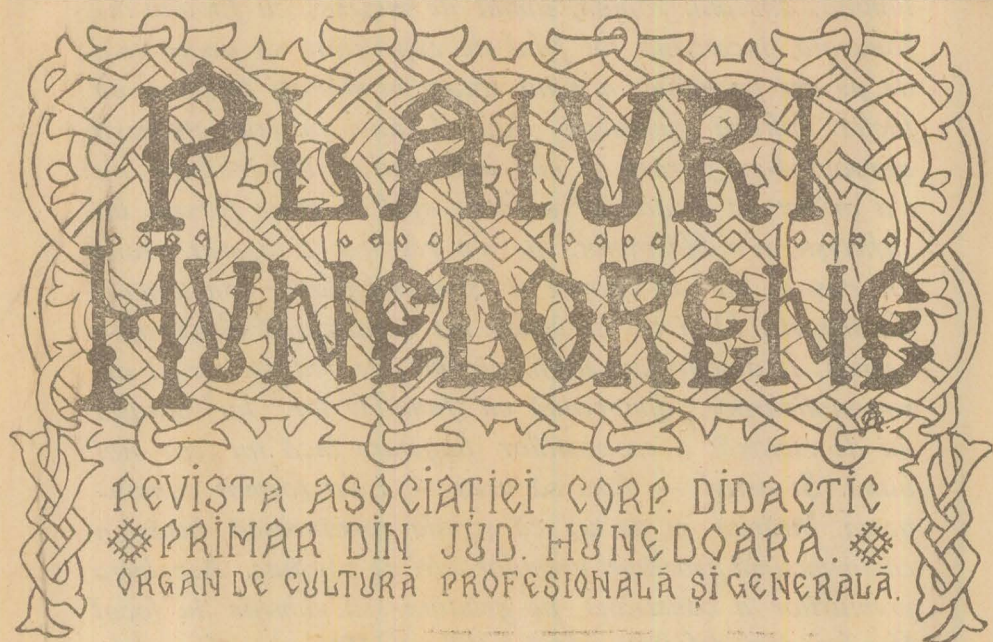 PLAIURI
HUNEDORENE
REVISTA ASOCIAȚIEI CORP. DIDACTIC
PRIMAR DIN JUD. HUNEDOARA.
ORGAN DE CULTURĂ PROFESIONALĂ ȘI GENERALĂ.